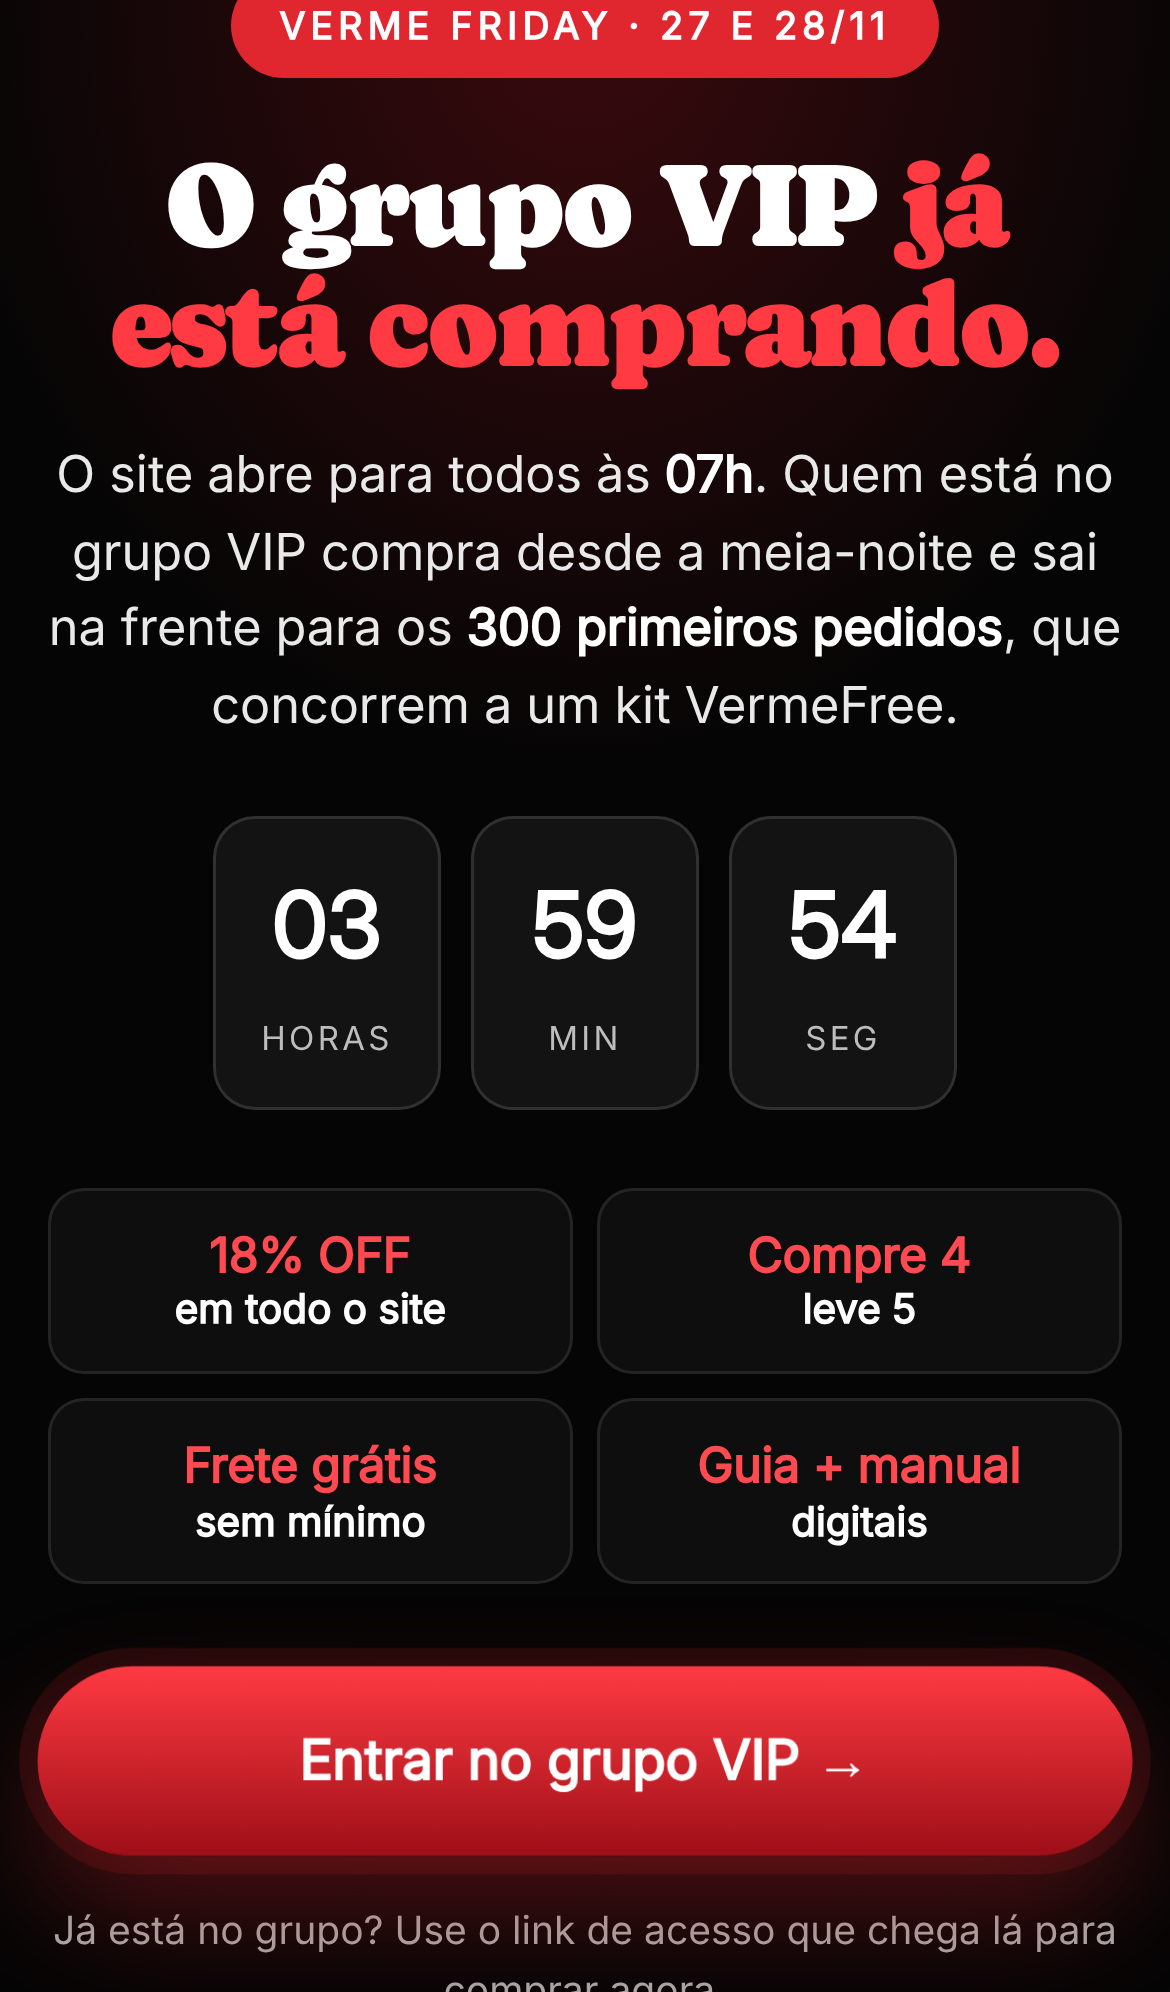 VERME FRIDAY · 27 E 28/11
O grupo VIP já
está comprando.
O site abre para todos às 07h. Quem está no
grupo VIP compra desde a meia-noite e sai
na frente para os 300 primeiros pedidos, que
concorrem a um kit VermeFree.
03 59 54
HORAS MIN SEG
18% OFF Compre 4
em todo o site leve 5
Frete grátis Guia + manual
sem mínimo digitais
Entrar no grupo VIP →
Já está no grupo? Use o link de acesso que chega lá para
comprar agora